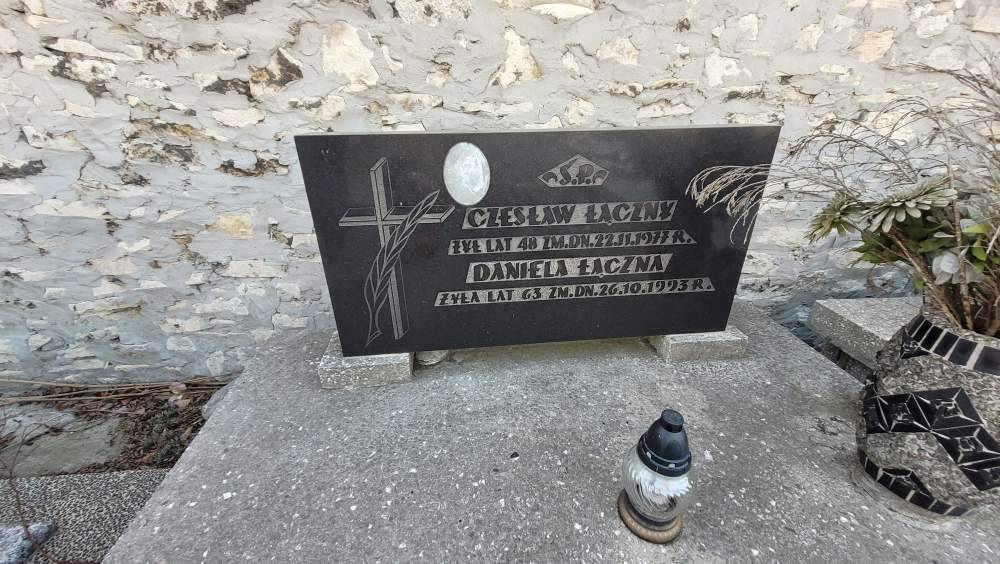 Ś.P.
CZESŁAW ŁĄCZNY
ŻYŁ LAT 48 ZM.DN.22.11.1977 R.
DANIELA ŁĄCZNA
ŻYŁA LAT 63 ZM.DN.26.10.1993 R.